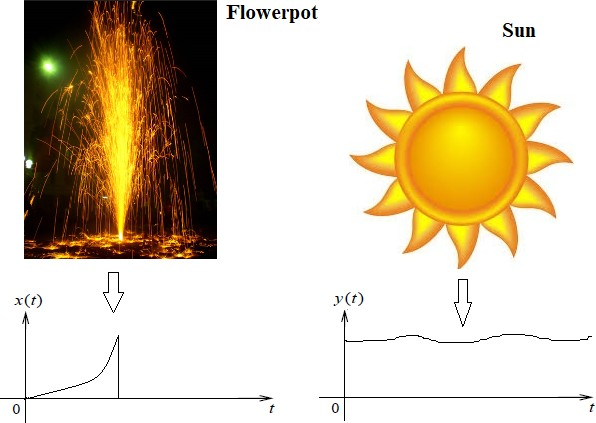 Flowerpot
Sun
x(t)
y(t)
0
t
0
t